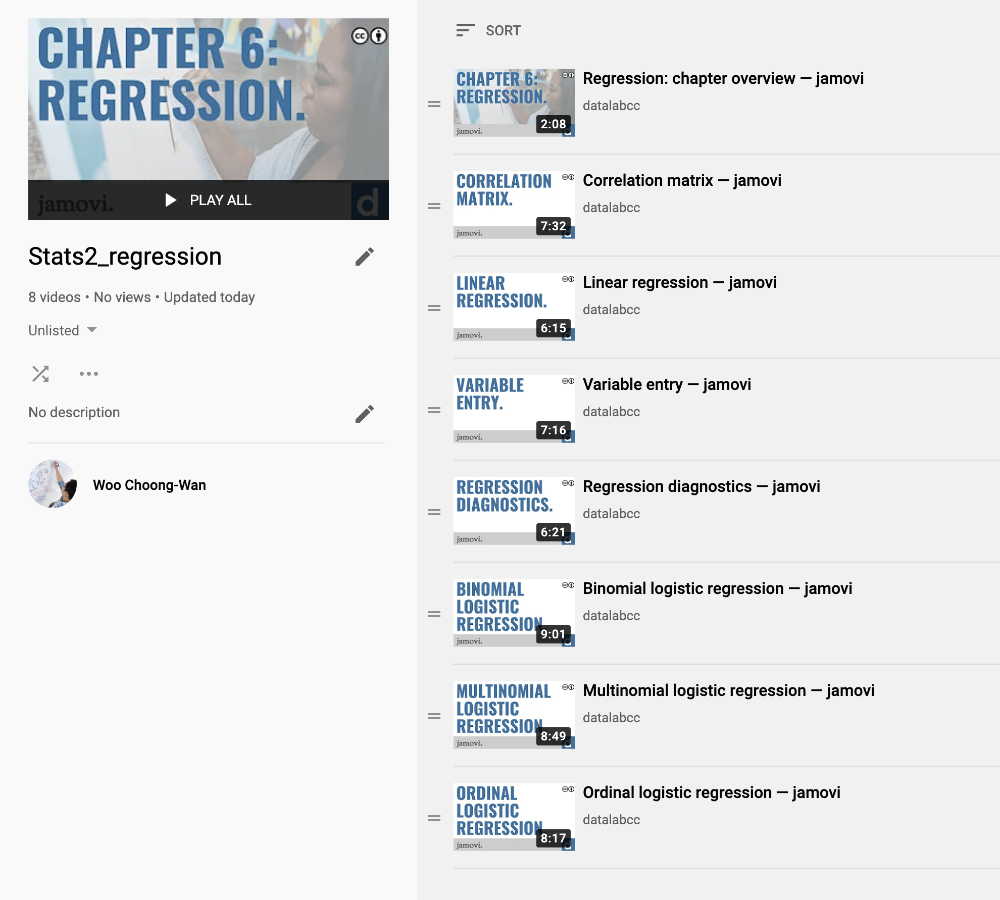 CHAPTER 6:
REGRESSION.
cc
jamovi.
PLAY ALL
d
Stats2_regression
8 videos • No views • Updated today
Unlisted
No description
Woo Choong-Wan
SORT
CHAPTER 6:
REGRESSION.
jamovi.
2:08
Regression: chapter overview — jamovi
datalabcc
CORRELATION
MATRIX.
jamovi.
7:32
Correlation matrix — jamovi
datalabcc
LINEAR
REGRESSION.
jamovi.
6:15
Linear regression — jamovi
datalabcc
VARIABLE
ENTRY.
jamovi.
7:16
Variable entry — jamovi
datalabcc
REGRESSION
DIAGNOSTICS.
jamovi.
6:21
Regression diagnostics — jamovi
datalabcc
BINOMIAL
LOGISTIC
REGRESSION
jamovi.
9:01
Binomial logistic regression — jamovi
datalabcc
MULTINOMIAL
LOGISTIC
REGRESSION
jamovi.
8:49
Multinomial logistic regression — jamovi
datalabcc
ORDINAL
LOGISTIC
REGRESSION
jamovi.
8:17
Ordinal logistic regression — jamovi
datalabcc